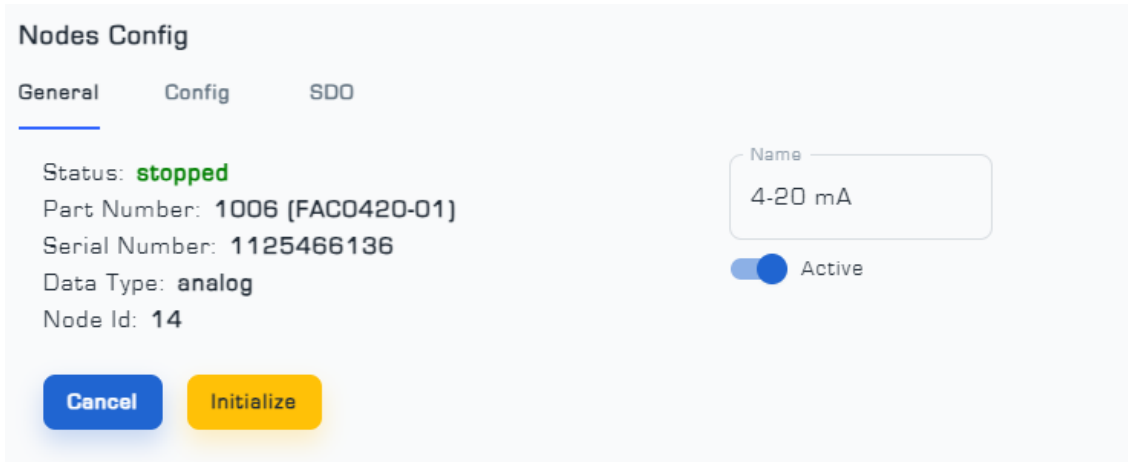 Nodes Config
General Config SDO
Status: stopped
Part Number: 1006 (FAC0420-01)
Serial Number: 1125466136
Data Type: analog
Node Id: 14
Name
4-20 mA
Active
Cancel Initialize